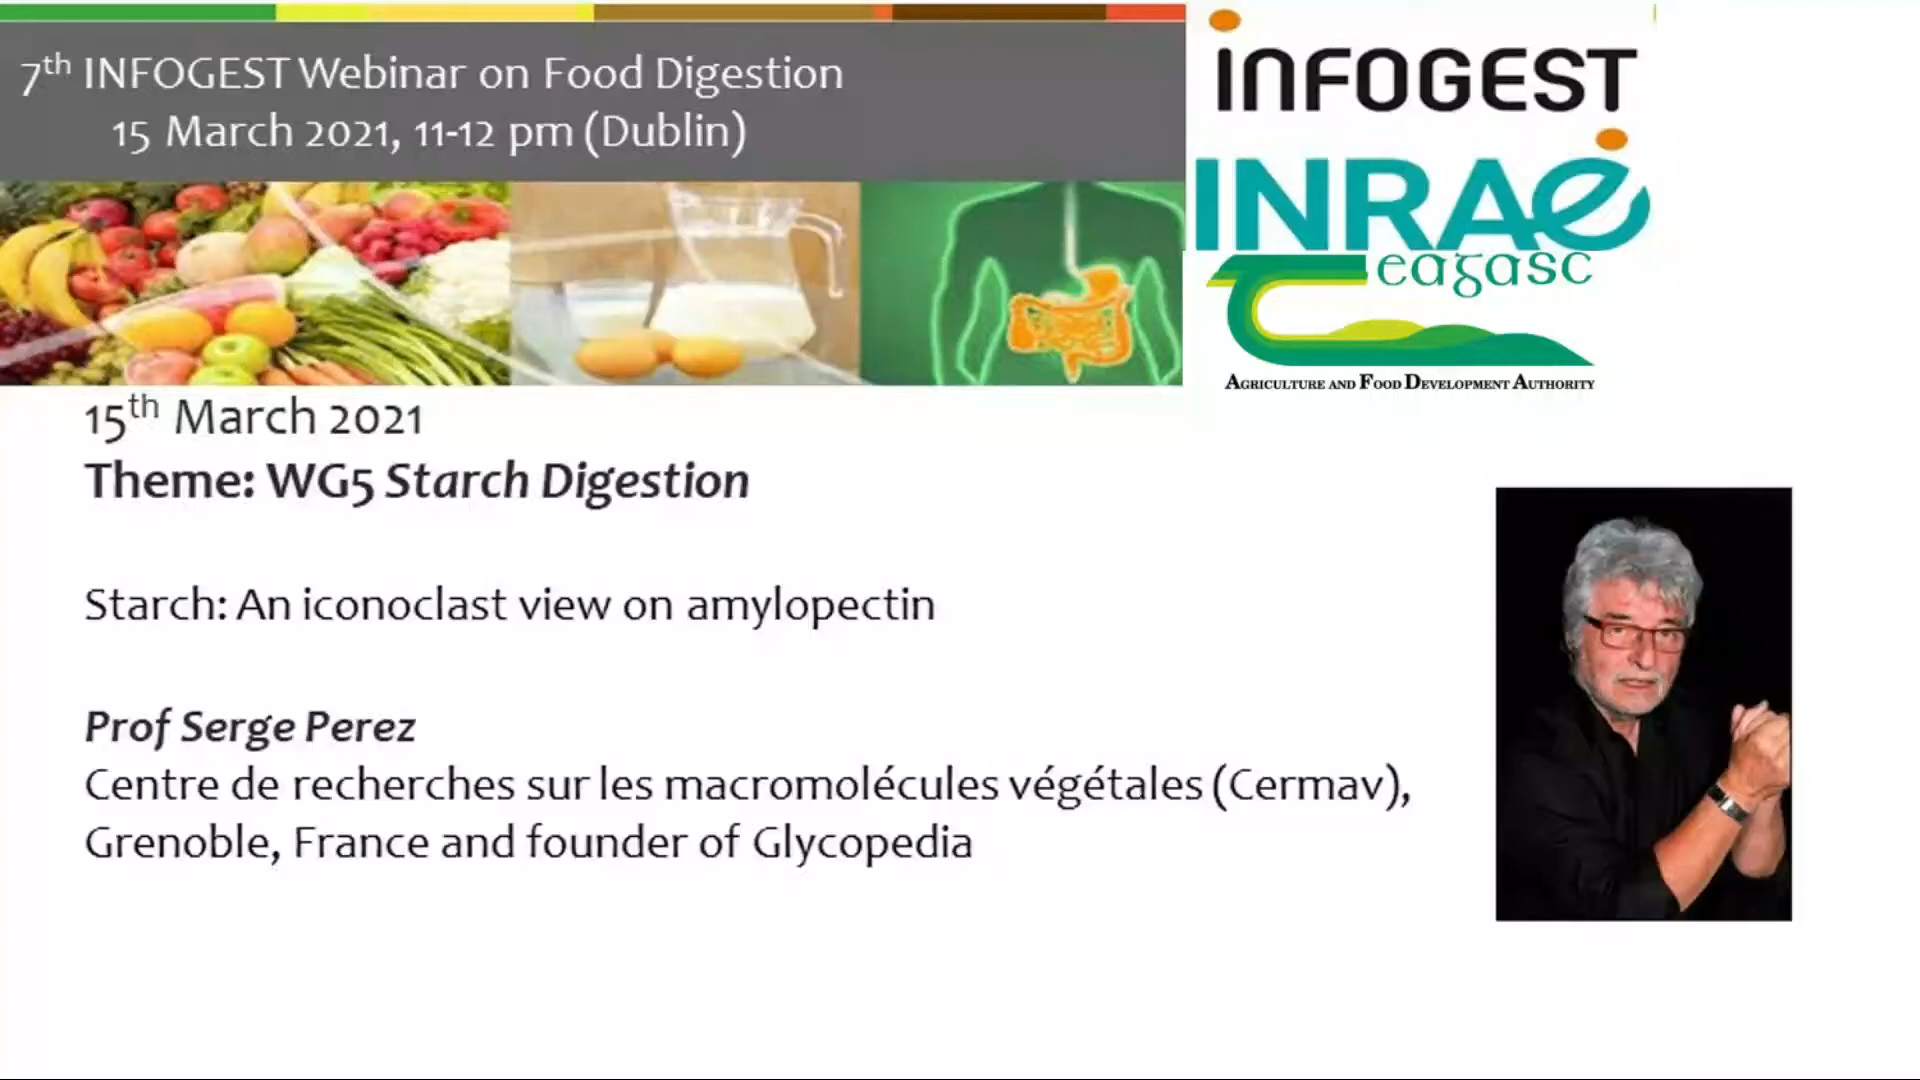 7th INFOGEST Webinar on Food Digestion
15 March 2021, 11-12 pm (Dublin)
INFOGEST
INRAe
Teagasc
AGRICULTURE AND FOOD DEVELOPMENT AUTHORITY
15th March 2021
Theme: WG5 Starch Digestion
Starch: An iconoclast view on amylopectin
Prof Serge Perez
Centre de recherches sur les macromolécules végétales (Cermav),
Grenoble, France and founder of Glycopedia